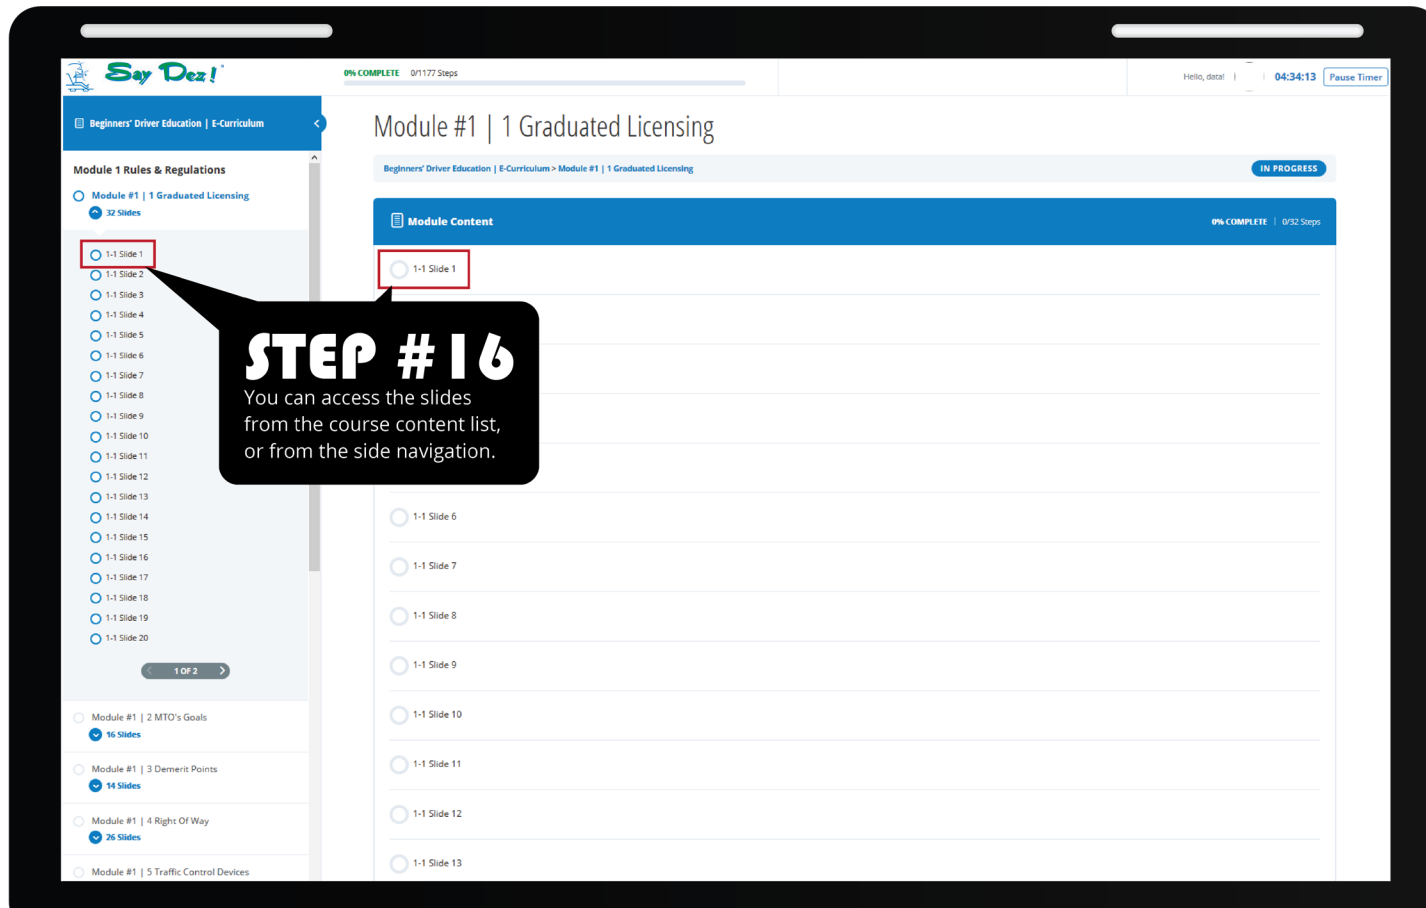 Say Dez!
0% COMPLETE 0/1177 Steps
Hello, data!
04:34:13
Pause Timer
Beginners' Driver Education | E-Curriculum
Module 1 Rules & Regulations
Module #1 | 1 Graduated Licensing
32 Slides
1-1 Slide 1
1-1 Slide 2
1-1 Slide 3
1-1 Slide 4
1-1 Slide 5
1-1 Slide 6
1-1 Slide 7
1-1 Slide 8
1-1 Slide 9
1-1 Slide 10
1-1 Slide 11
1-1 Slide 12
1-1 Slide 13
1-1 Slide 14
1-1 Slide 15
1-1 Slide 16
1-1 Slide 17
1-1 Slide 18
1-1 Slide 19
1-1 Slide 20
1 OF 2
Module #1 | 2 MTO's Goals
16 Slides
Module #1 | 3 Demerit Points
14 Slides
Module #1 | 4 Right Of Way
26 Slides
Module #1 | 5 Traffic Control Devices
Module #1 | 1 Graduated Licensing
Beginners' Driver Education | E-Curriculum > Module #1 | 1 Graduated Licensing
IN PROGRESS
Module Content
0% COMPLETE | 0/32 Steps
1-1 Slide 1
STEP #16
You can access the slides
from the course content list,
or from the side navigation.
1-1 Slide 6
1-1 Slide 7
1-1 Slide 8
1-1 Slide 9
1-1 Slide 10
1-1 Slide 11
1-1 Slide 12
1-1 Slide 13